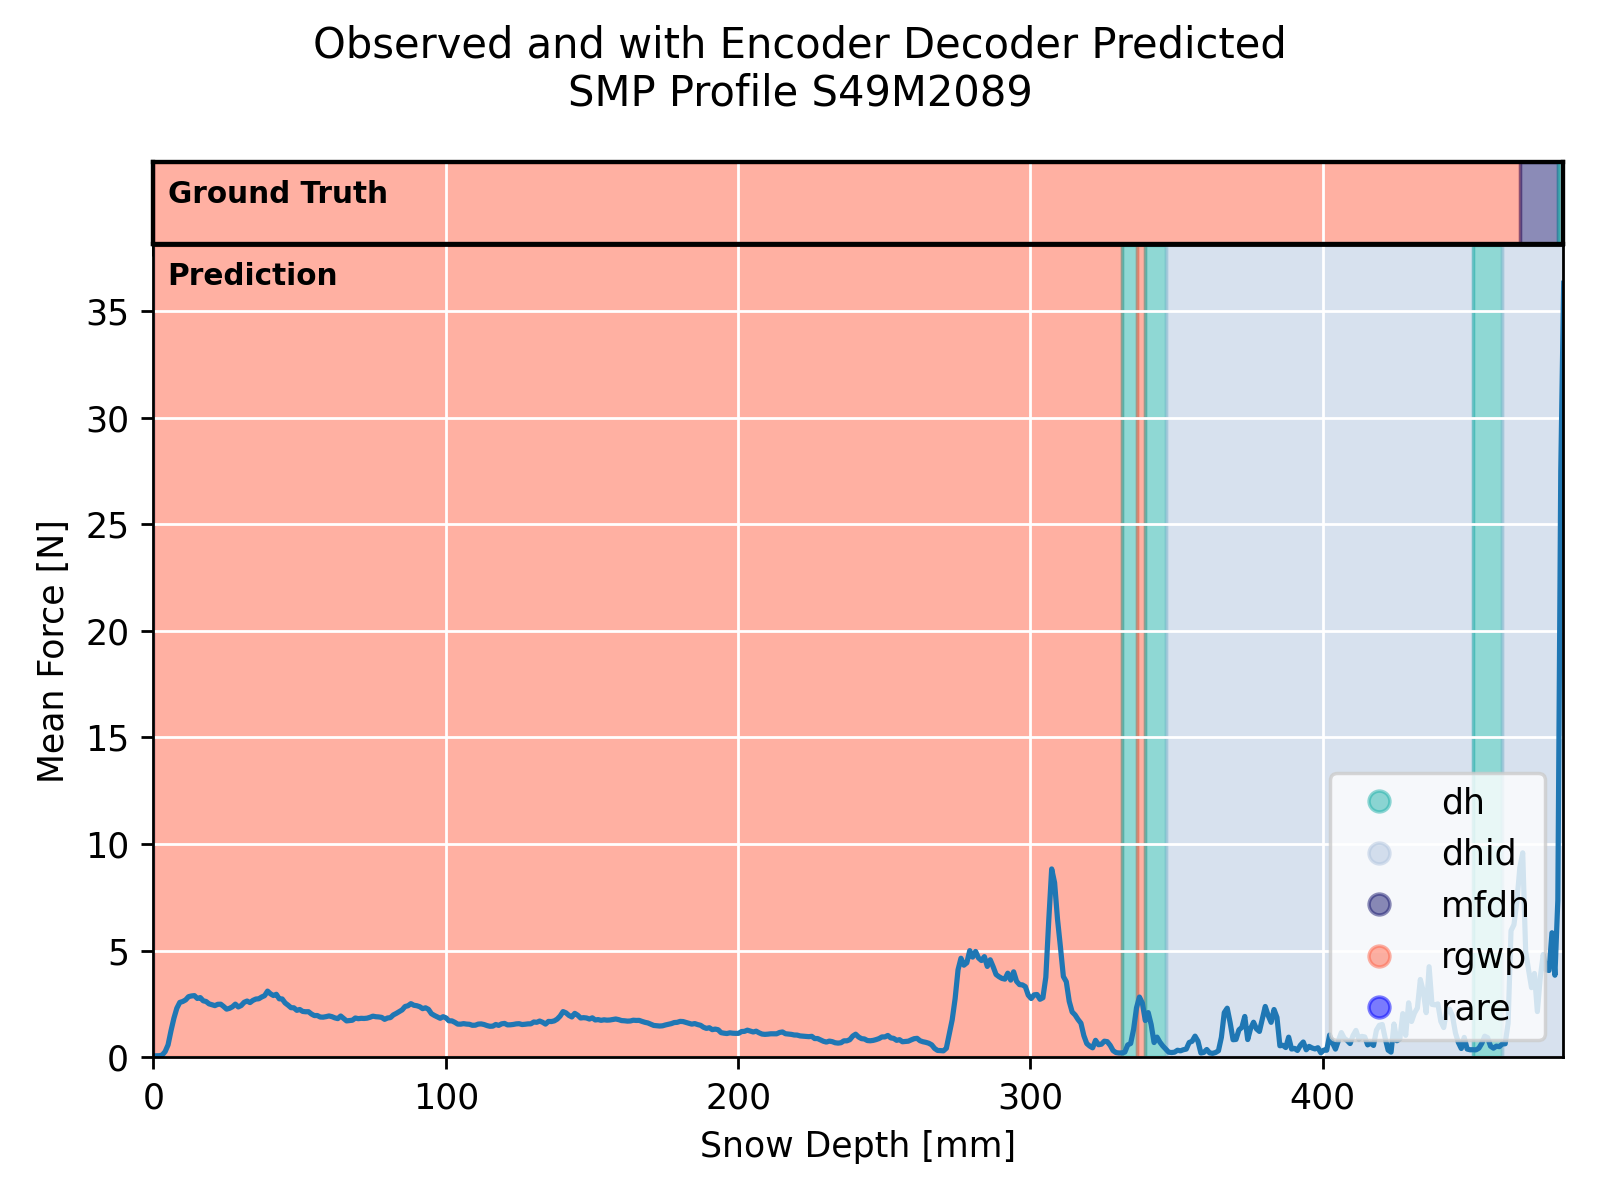 Observed and with Encoder Decoder Predicted
SMP Profile S49M2089
Ground Truth
Prediction
35
30
25
20
15
10
5
0
Mean Force [N]
dh
dhid
mfdh
rgwp
rare
0 100 200 300 400
Snow Depth [mm]